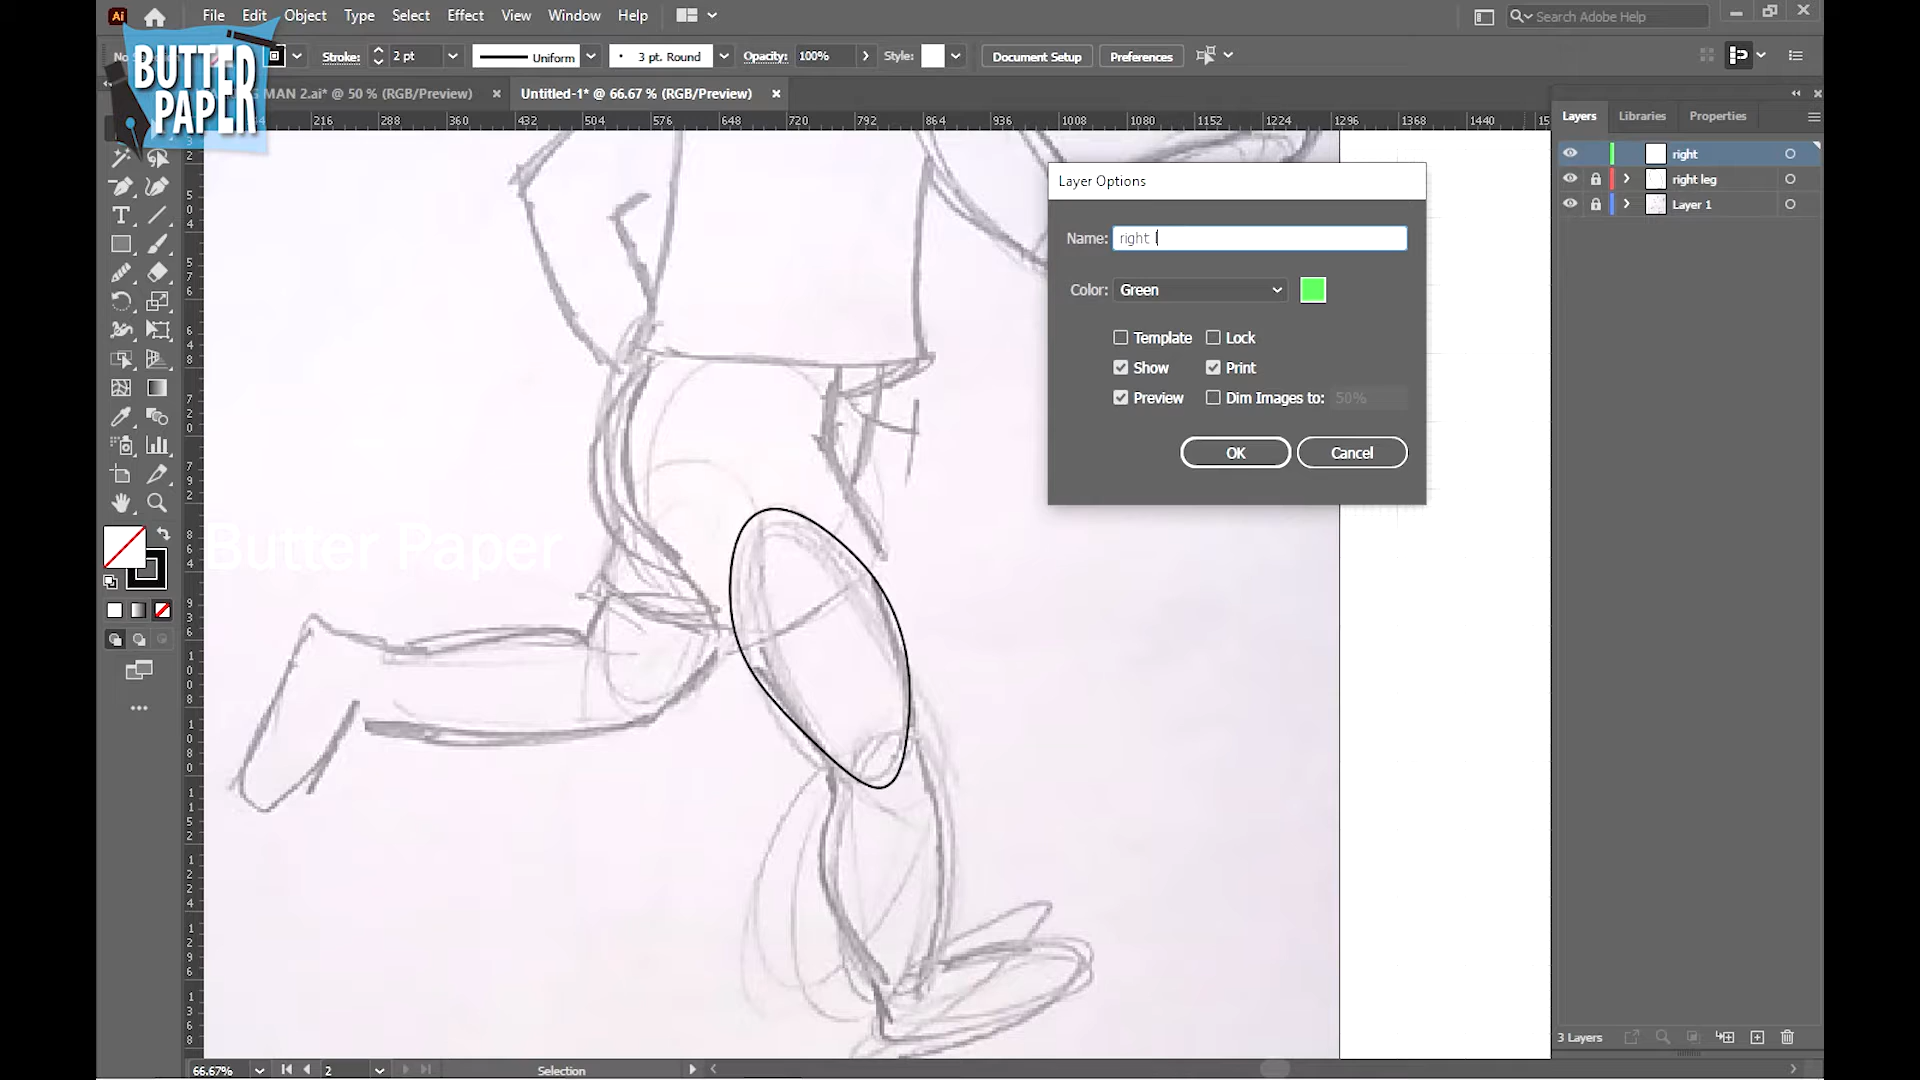 Ai File Edit Object Type Select Effect View Window Help Search Adobe Help
BUTTER
PAPER
No Stroke: 2 pt Uniform 3 pt. Round Opacity: 100% Style: Document Setup Preferences
MAN 2.ai* @ 50 % (RGB/Preview) × Untitled-1* @ 66.67 % (RGB/Preview) ×
216 288 360 432 504 576 648 720 792 864 936 1008 1080 1152 1224 1296 1368 1440
Layers Libraries Properties
right
right leg
Layer 1
Layer Options
Name: right l
Color: Green
Template Lock
Show Print
Preview Dim Images to: 50%
OK Cancel
Butter Paper
3 Layers
66.67% 2 Selection